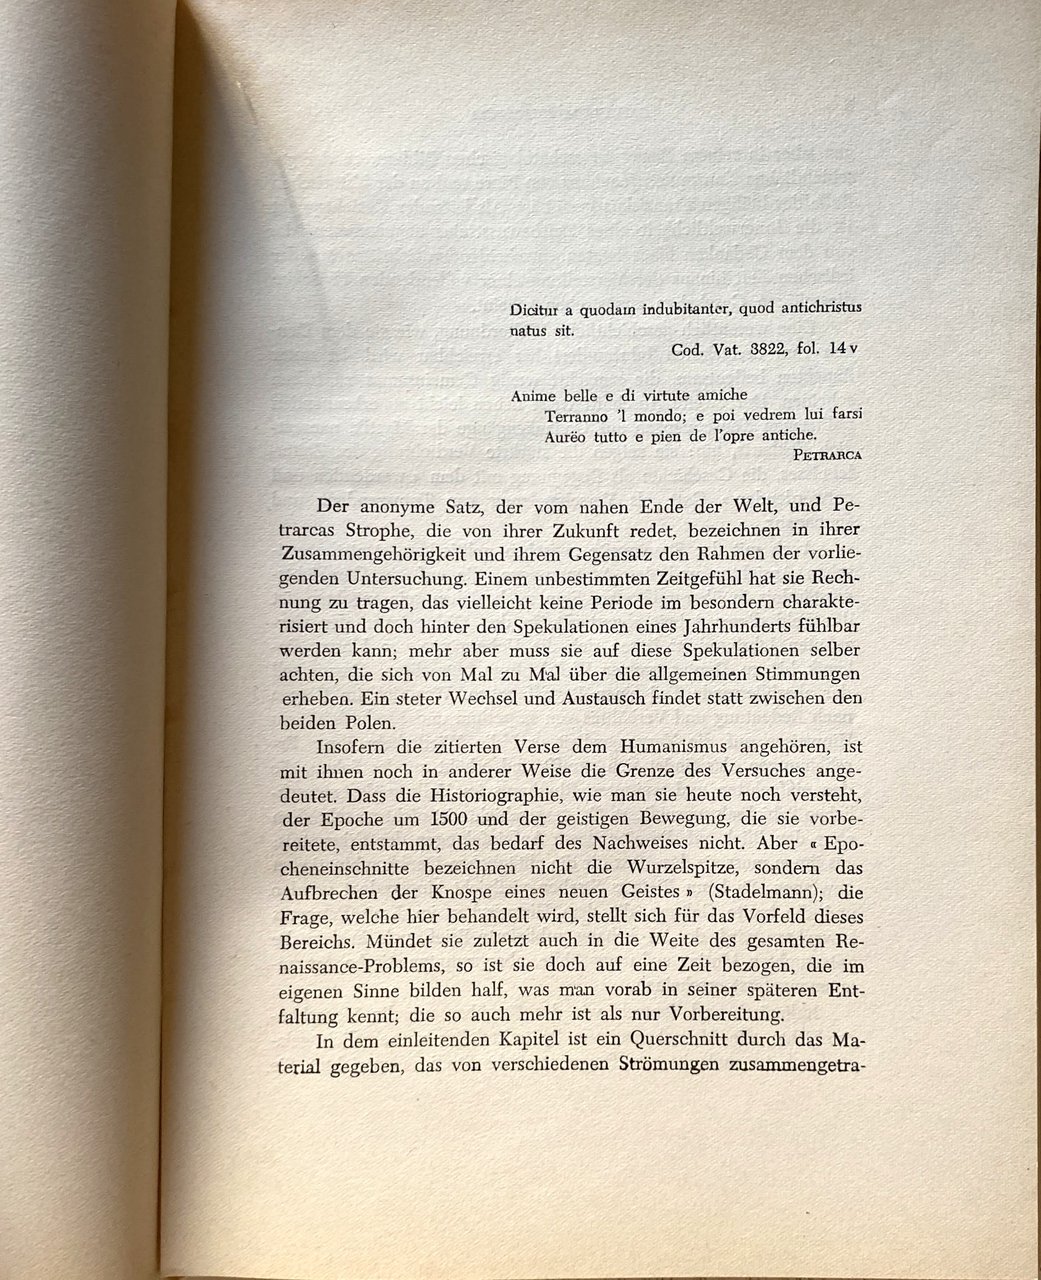 Dicitur a quodam indubitanter, quod antichristus
natus sit.
Cod. Vat. 3822, fol. 14 v
Anime belle e di virtute amiche
Terranno 'l mondo; e poi vedrem lui farsi
Aurëo tutto e pien de l'opre antiche.
PETRARCA
Der anonyme Satz, der vom nahen Ende der Welt, und Pe-
trarcas Strophe, die von ihrer Zukunft redet, bezeichnen in ihrer
Zusammengehörigkeit und ihrem Gegensatz den Rahmen der vorlie-
genden Untersuchung. Einem unbestimmten Zeitgefühl hat sie Rech-
nung zu tragen, das vielleicht keine Periode im besondern charakte-
risiert und doch hinter den Spekulationen eines Jahrhunderts fühlbar
werden kann; mehr aber muss sie auf diese Spekulationen selber
achten, die sich von Mal zu Mal über die allgemeinen Stimmungen
erheben. Ein steter Wechsel und Austausch findet statt zwischen den
beiden Polen.
Insofern die zitierten Verse dem Humanismus angehören, ist
mit ihnen noch in anderer Weise die Grenze des Versuches ange-
deutet. Dass die Historiographie, wie man sie heute noch versteht,
der Epoche um 1500 und der geistigen Bewegung, die sie vorbe-
reitete, entstammt, das bedarf des Nachweises nicht. Aber « Epo-
cheneinschnitte bezeichnen nicht die Wurzelspitze, sondern das
Aufbrechen der Knospe eines neuen Geistes » (Stadelmann); die
Frage, welche hier behandelt wird, stellt sich für das Vorfeld dieses
Bereichs. Mündet sie zuletzt auch in die Weite des gesamten Re-
naissance-Problems, so ist sie doch auf eine Zeit bezogen, die im
eigenen Sinne bilden half, was man vorab in seiner späteren Ent-
faltung kennt; die so auch mehr ist als nur Vorbereitung.
In dem einleitenden Kapitel ist ein Querschnitt durch das Ma-
terial gegeben, das von verschiedenen Strömungen zusammengetra-